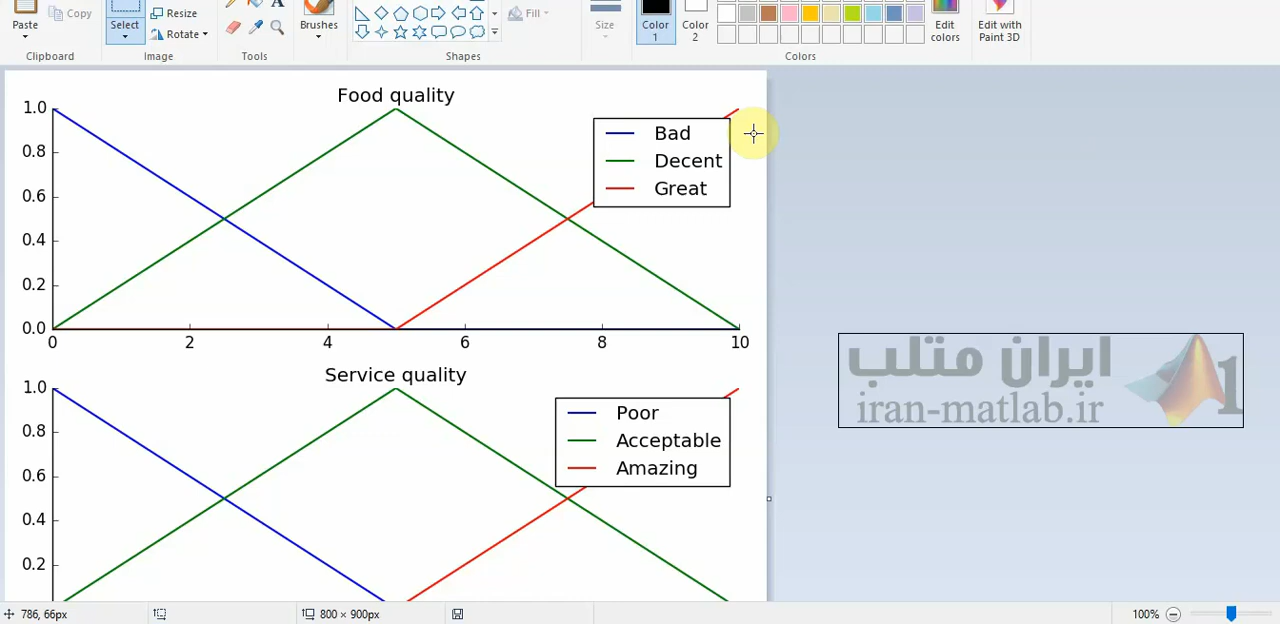 Paste
Copy
Select
Resize
Rotate
A
Brushes
Fill
Size
Color
1
Color
2
Edit
colors
Edit with
Paint 3D
Clipboard
Image
Tools
Shapes
Colors
Food quality
1.0
0.8
0.6
0.4
0.2
0.0
0 2 4 6 8 10
Bad
Decent
Great
Service quality
1.0
0.8
0.6
0.4
0.2
Poor
Acceptable
Amazing
ایران متلب
iran-matlab.ir
1
786, 66px
800 × 900px
100%